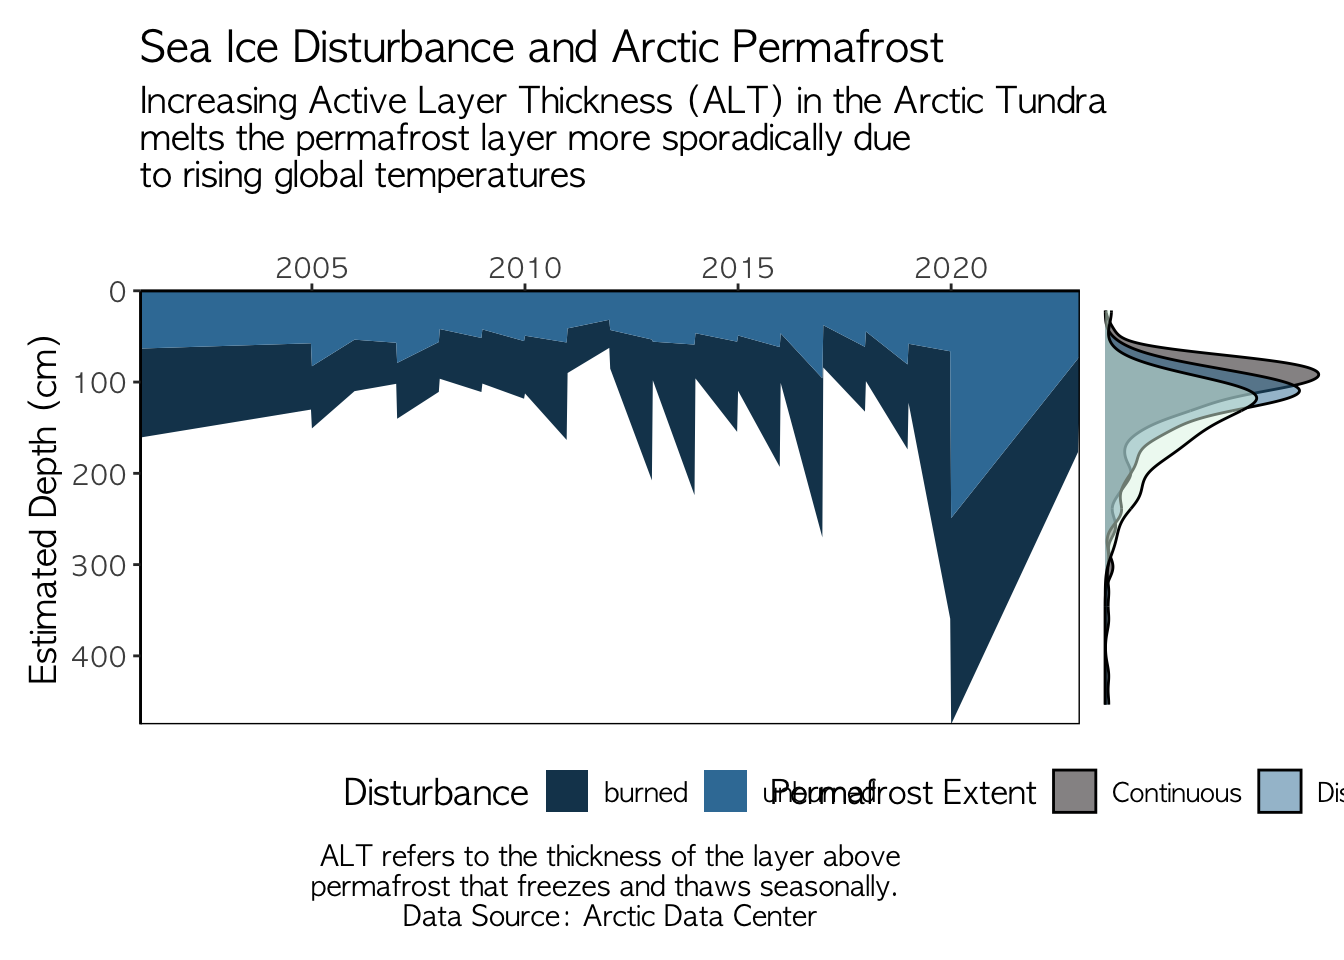 Sea Ice Disturbance and Arctic Permafrost
Increasing Active Layer Thickness (ALT) in the Arctic Tundra
melts the permafrost layer more sporadically due
to rising global temperatures
2005 2010 2015 2020
0
100
200
300
400
Estimated Depth (cm)
Disturbance burned unburned Permafrost Extent Continuous Dis
ALT refers to the thickness of the layer above
permafrost that freezes and thaws seasonally.
Data Source: Arctic Data Center